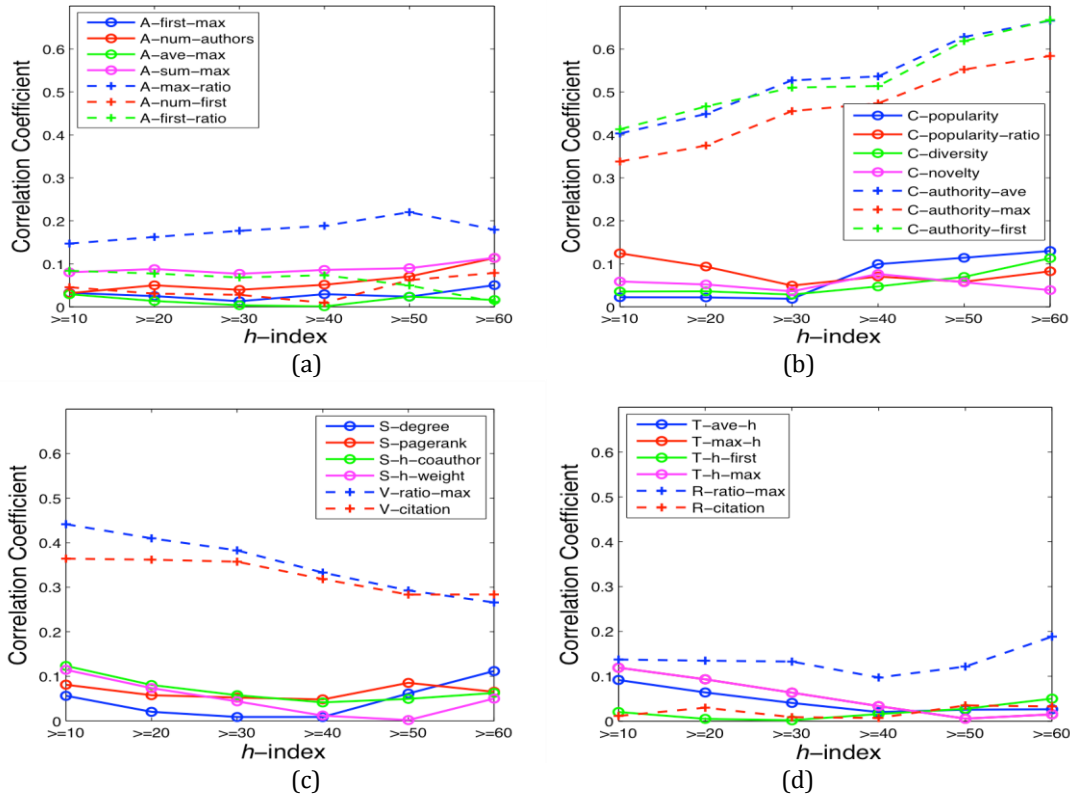 A-first-max
A-num-authors
A-ave-max
A-sum-max
A-max-ratio
A-num-first
A-first-ratio
0.6
0.5
0.4
0.3
0.2
0.1
0
Correlation Coefficient
>=10 >=20 >=30 >=40 >=50 >=60
h-index
(a)
C-popularity
C-popularity-ratio
C-diversity
C-novelty
C-authority-ave
C-authority-max
C-authority-first
0.6
0.5
0.4
0.3
0.2
0.1
0
Correlation Coefficient
>=10 >=20 >=30 >=40 >=50 >=60
h-index
(b)
S-degree
S-pagerank
S-h-coauthor
S-h-weight
V-ratio-max
V-citation
0.6
0.5
0.4
0.3
0.2
0.1
0
Correlation Coefficient
>=10 >=20 >=30 >=40 >=50 >=60
h-index
(c)
T-ave-h
T-max-h
T-h-first
T-h-max
R-ratio-max
R-citation
0.6
0.5
0.4
0.3
0.2
0.1
0
Correlation Coefficient
>=10 >=20 >=30 >=40 >=50 >=60
h-index
(d)